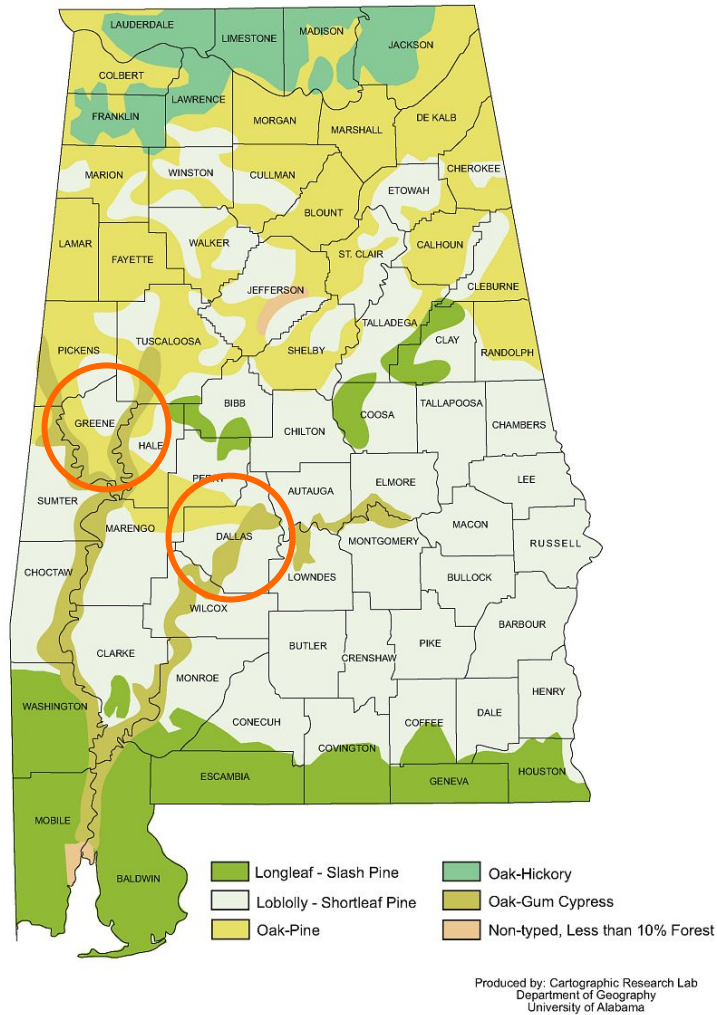 LAUDERDALE
LIMESTONE
MADISON
JACKSON
COLBERT
LAWRENCE
FRANKLIN
MORGAN
MARSHALL
DE KALB
MARION
WINSTON
CULLMAN
CHEROKEE
ETOWAH
BLOUNT
LAMAR
FAYETTE
WALKER
ST. CLAIR
CALHOUN
JEFFERSON
CLEBURNE
PICKENS
TUSCALOOSA
SHELBY
TALLADEGA
CLAY
RANDOLPH
GREENE
HALE
BIBB
CHILTON
COOSA
TALLAPOOSA
CHAMBERS
SUMTER
PERRY
AUTAUGA
ELMORE
LEE
MARENGO
DALLAS
MONTGOMERY
MACON
RUSSELL
CHOCTAW
LOWNDES
BULLOCK
WILCOX
CLARKE
BUTLER
CRENSHAW
PIKE
BARBOUR
WASHINGTON
MONROE
CONECUH
COVINGTON
COFFEE
DALE
HENRY
ESCAMBIA
GENEVA
HOUSTON
MOBILE
BALDWIN
Longleaf - Slash Pine
Loblolly - Shortleaf Pine
Oak-Pine
Oak-Hickory
Oak-Gum Cypress
Non-typed, Less than 10% Forest
Produced by: Cartographic Research Lab
Department of Geography
University of Alabama